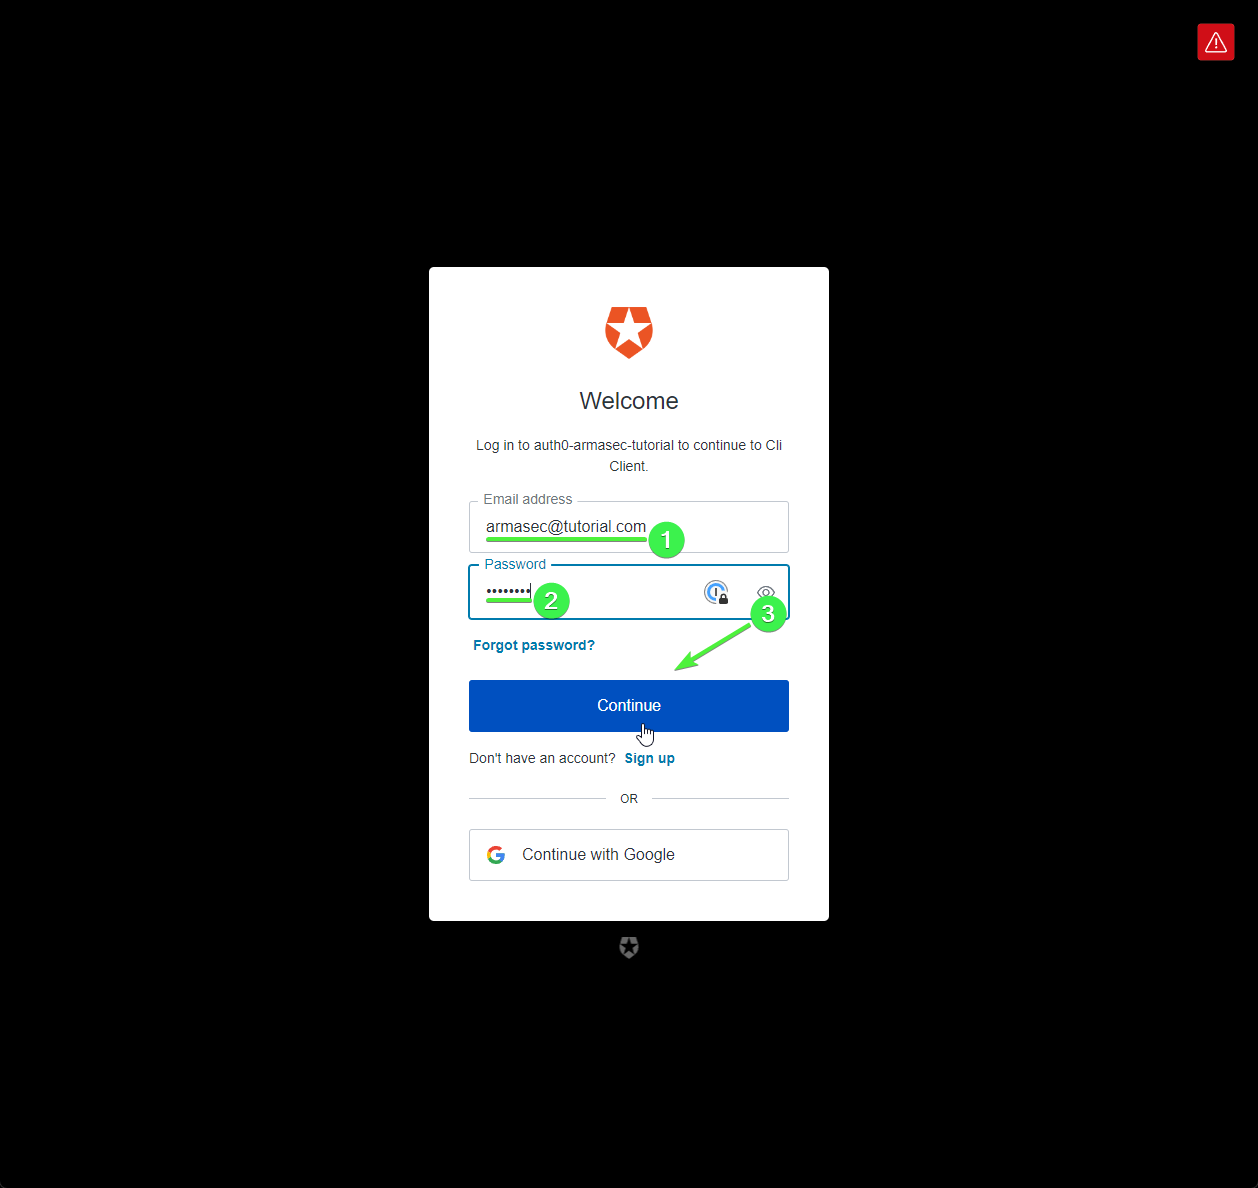 Welcome
Log in to auth0-armasec-tutorial to continue to Cli
Client.
Email address
armasec@tutorial.com
1
Password
••••••••
2
3
Forgot password?
Continue
Don't have an account? Sign up
OR
Continue with Google